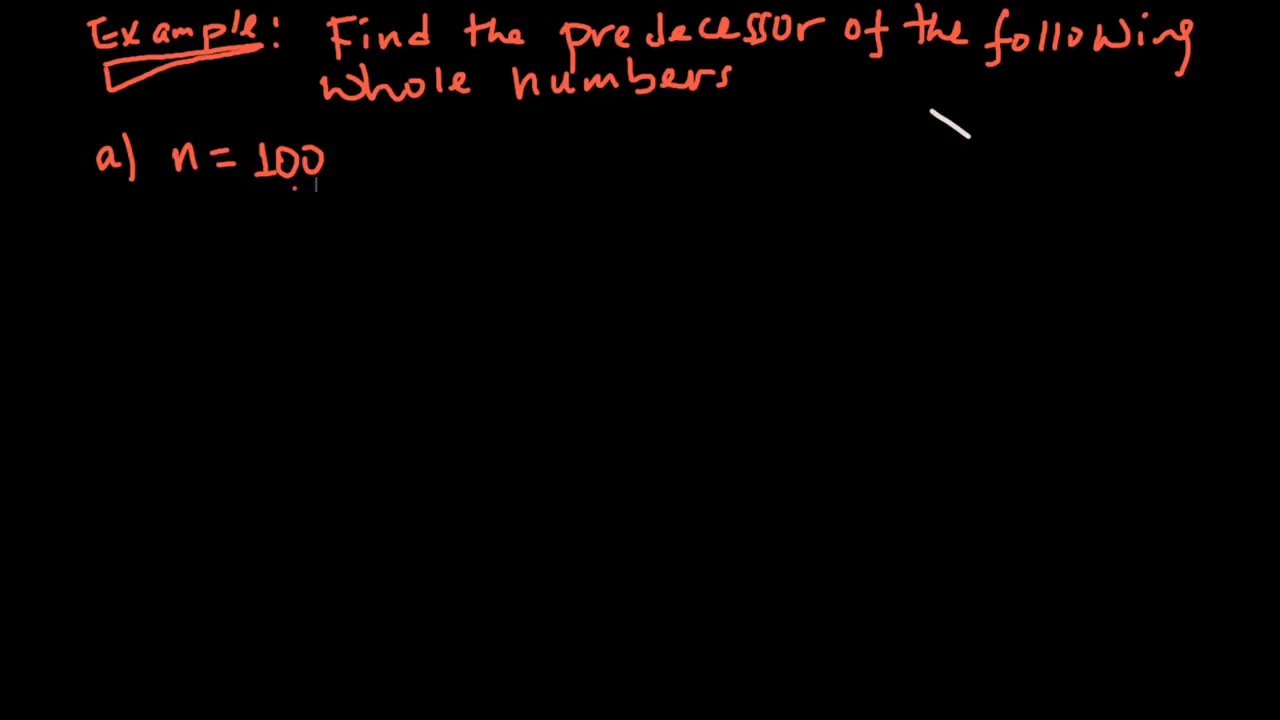 Example: Find the predecessor of the following
whole numbers
a) n = 100